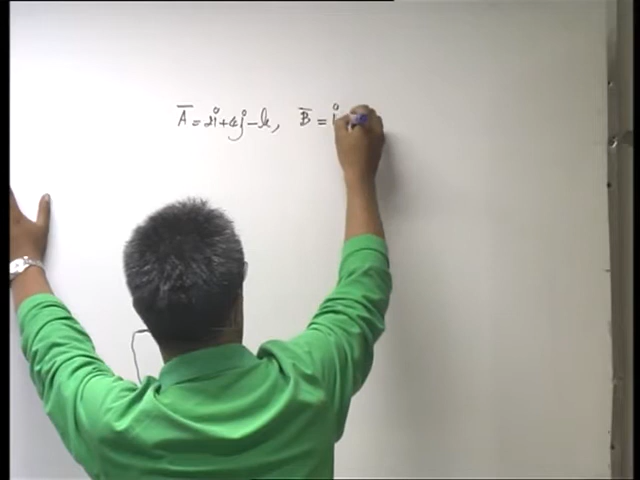 A̅ = 2i + 4j - k, B̅ = i